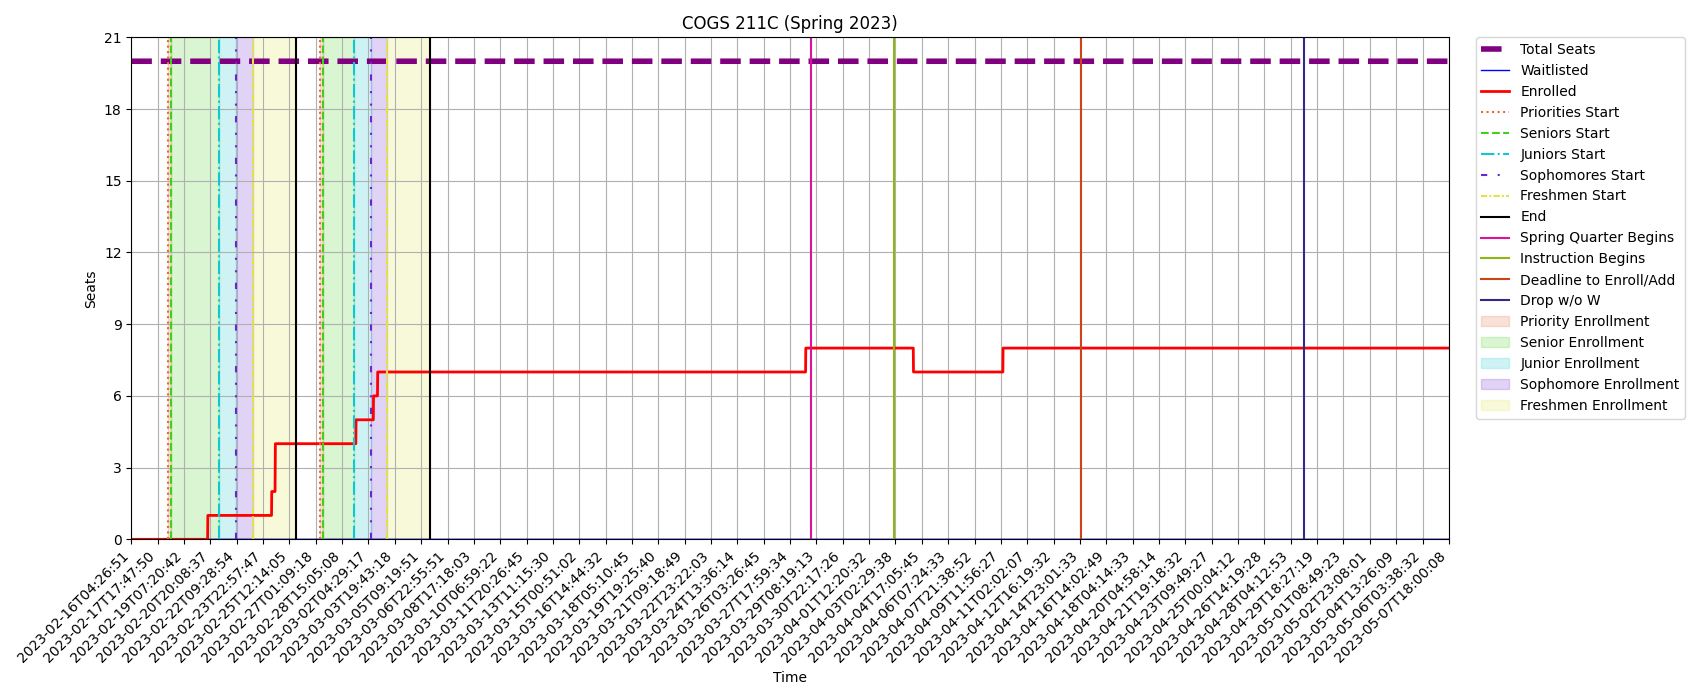 COGS 211C (Spring 2023)
21
18
15
12
9
6
3
0
Seats
2023-02-16T04:26:51
2023-02-17T17:47:50
2023-02-19T07:20:42
2023-02-20T20:08:37
2023-02-22T09:28:54
2023-02-23T22:57:47
2023-02-25T12:14:05
2023-02-27T01:09:18
2023-02-28T15:05:08
2023-03-02T04:29:17
2023-03-03T19:43:18
2023-03-05T09:19:51
2023-03-06T22:55:51
2023-03-08T17:18:03
2023-03-10T06:59:22
2023-03-11T20:26:45
2023-03-13T11:15:30
2023-03-15T00:51:02
2023-03-16T14:44:32
2023-03-18T05:10:45
2023-03-19T19:25:40
2023-03-21T09:18:49
2023-03-22T23:22:03
2023-03-24T13:36:14
2023-03-26T03:26:45
2023-03-27T17:59:34
2023-03-29T08:19:13
2023-03-30T22:17:26
2023-04-01T12:20:32
2023-04-03T02:29:38
2023-04-04T17:05:45
2023-04-06T07:24:33
2023-04-07T21:38:52
2023-04-09T11:56:27
2023-04-11T02:02:07
2023-04-12T16:19:32
2023-04-14T23:01:33
2023-04-16T14:02:49
2023-04-18T04:14:33
2023-04-20T04:58:14
2023-04-21T19:18:32
2023-04-23T09:49:27
2023-04-25T00:04:12
2023-04-26T14:19:28
2023-04-28T04:12:53
2023-04-29T18:27:19
2023-05-01T08:49:23
2023-05-02T23:08:01
2023-05-04T13:26:09
2023-05-06T03:38:32
2023-05-07T18:00:08
Time
Total Seats
Waitlisted
Enrolled
Priorities Start
Seniors Start
Juniors Start
Sophomores Start
Freshmen Start
End
Spring Quarter Begins
Instruction Begins
Deadline to Enroll/Add
Drop w/o W
Priority Enrollment
Senior Enrollment
Junior Enrollment
Sophomore Enrollment
Freshmen Enrollment